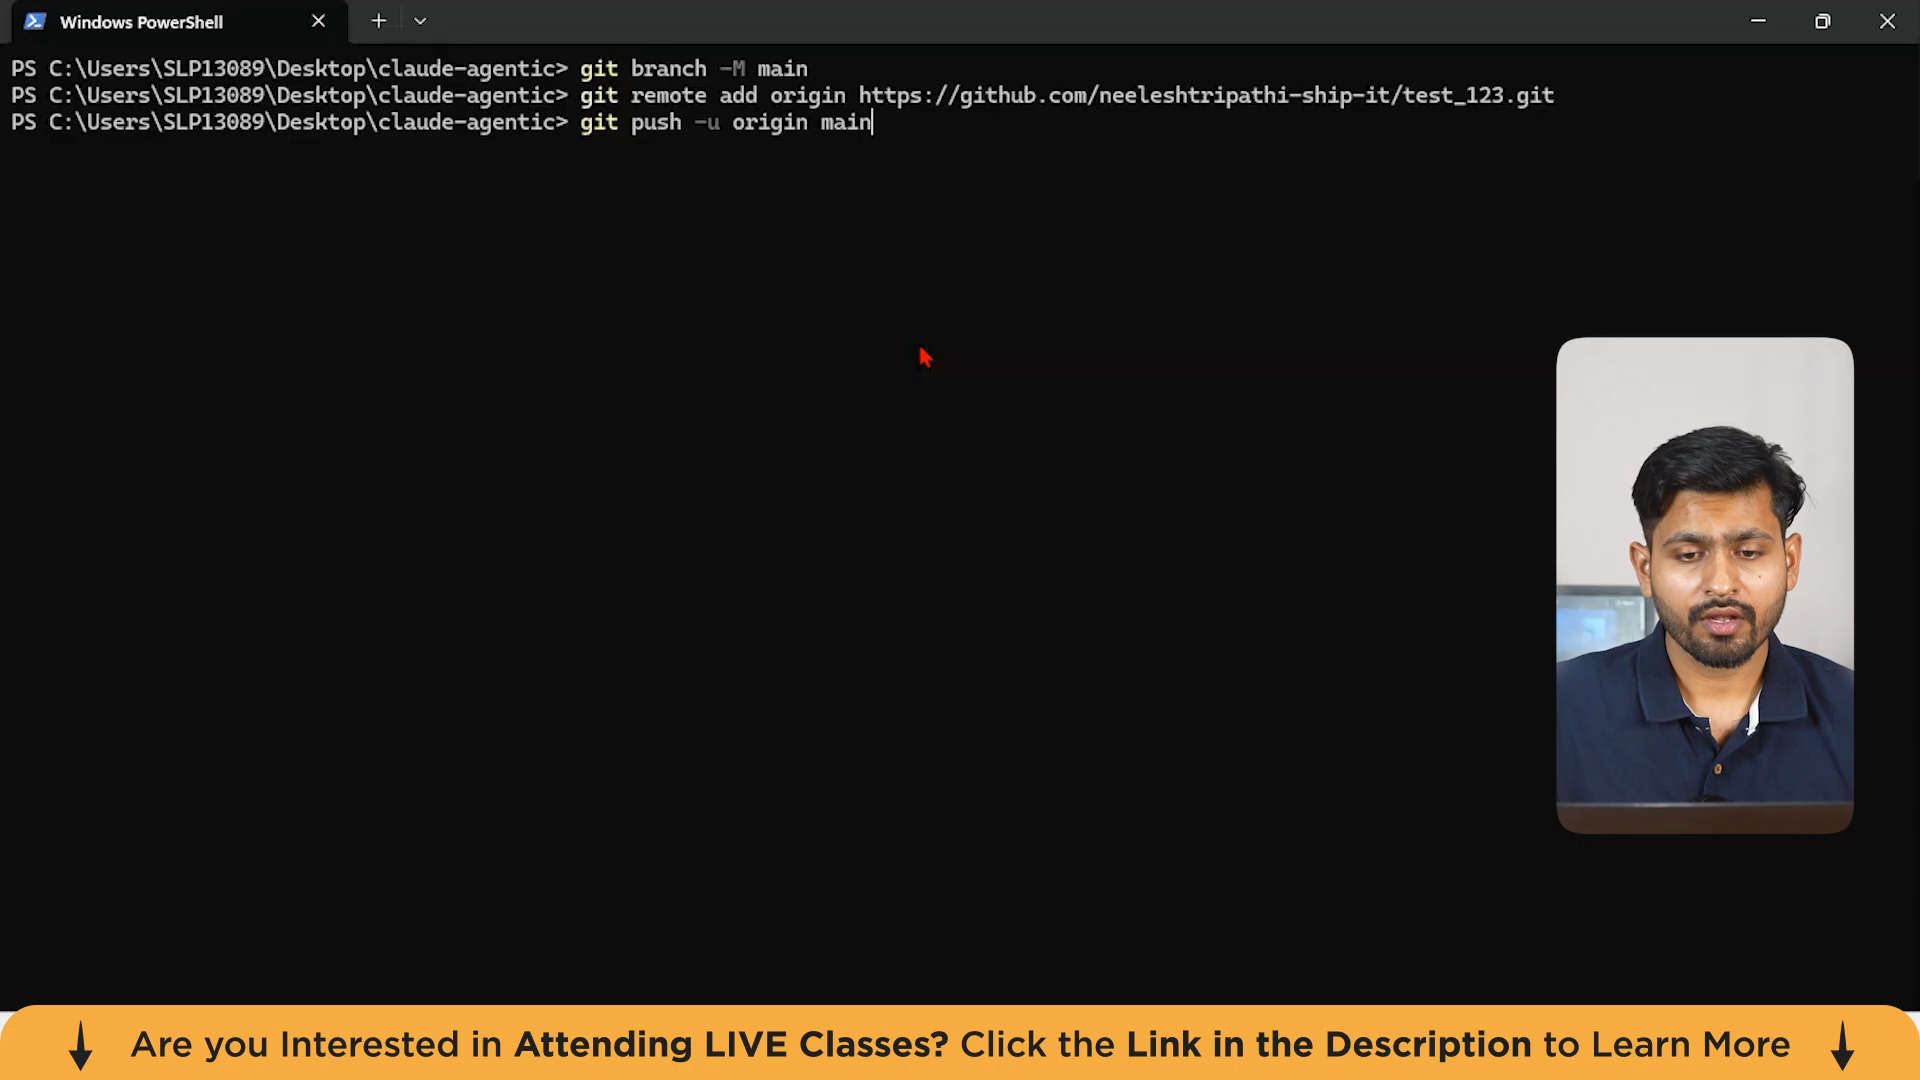 Windows PowerShell
PS C:\Users\SLP13089\Desktop\claude-agentic> git branch -M main
PS C:\Users\SLP13089\Desktop\claude-agentic> git remote add origin https://github.com/neeleshtripathi-ship-it/test_123.git
PS C:\Users\SLP13089\Desktop\claude-agentic> git push -u origin main
Are you Interested in Attending LIVE Classes? Click the Link in the Description to Learn More